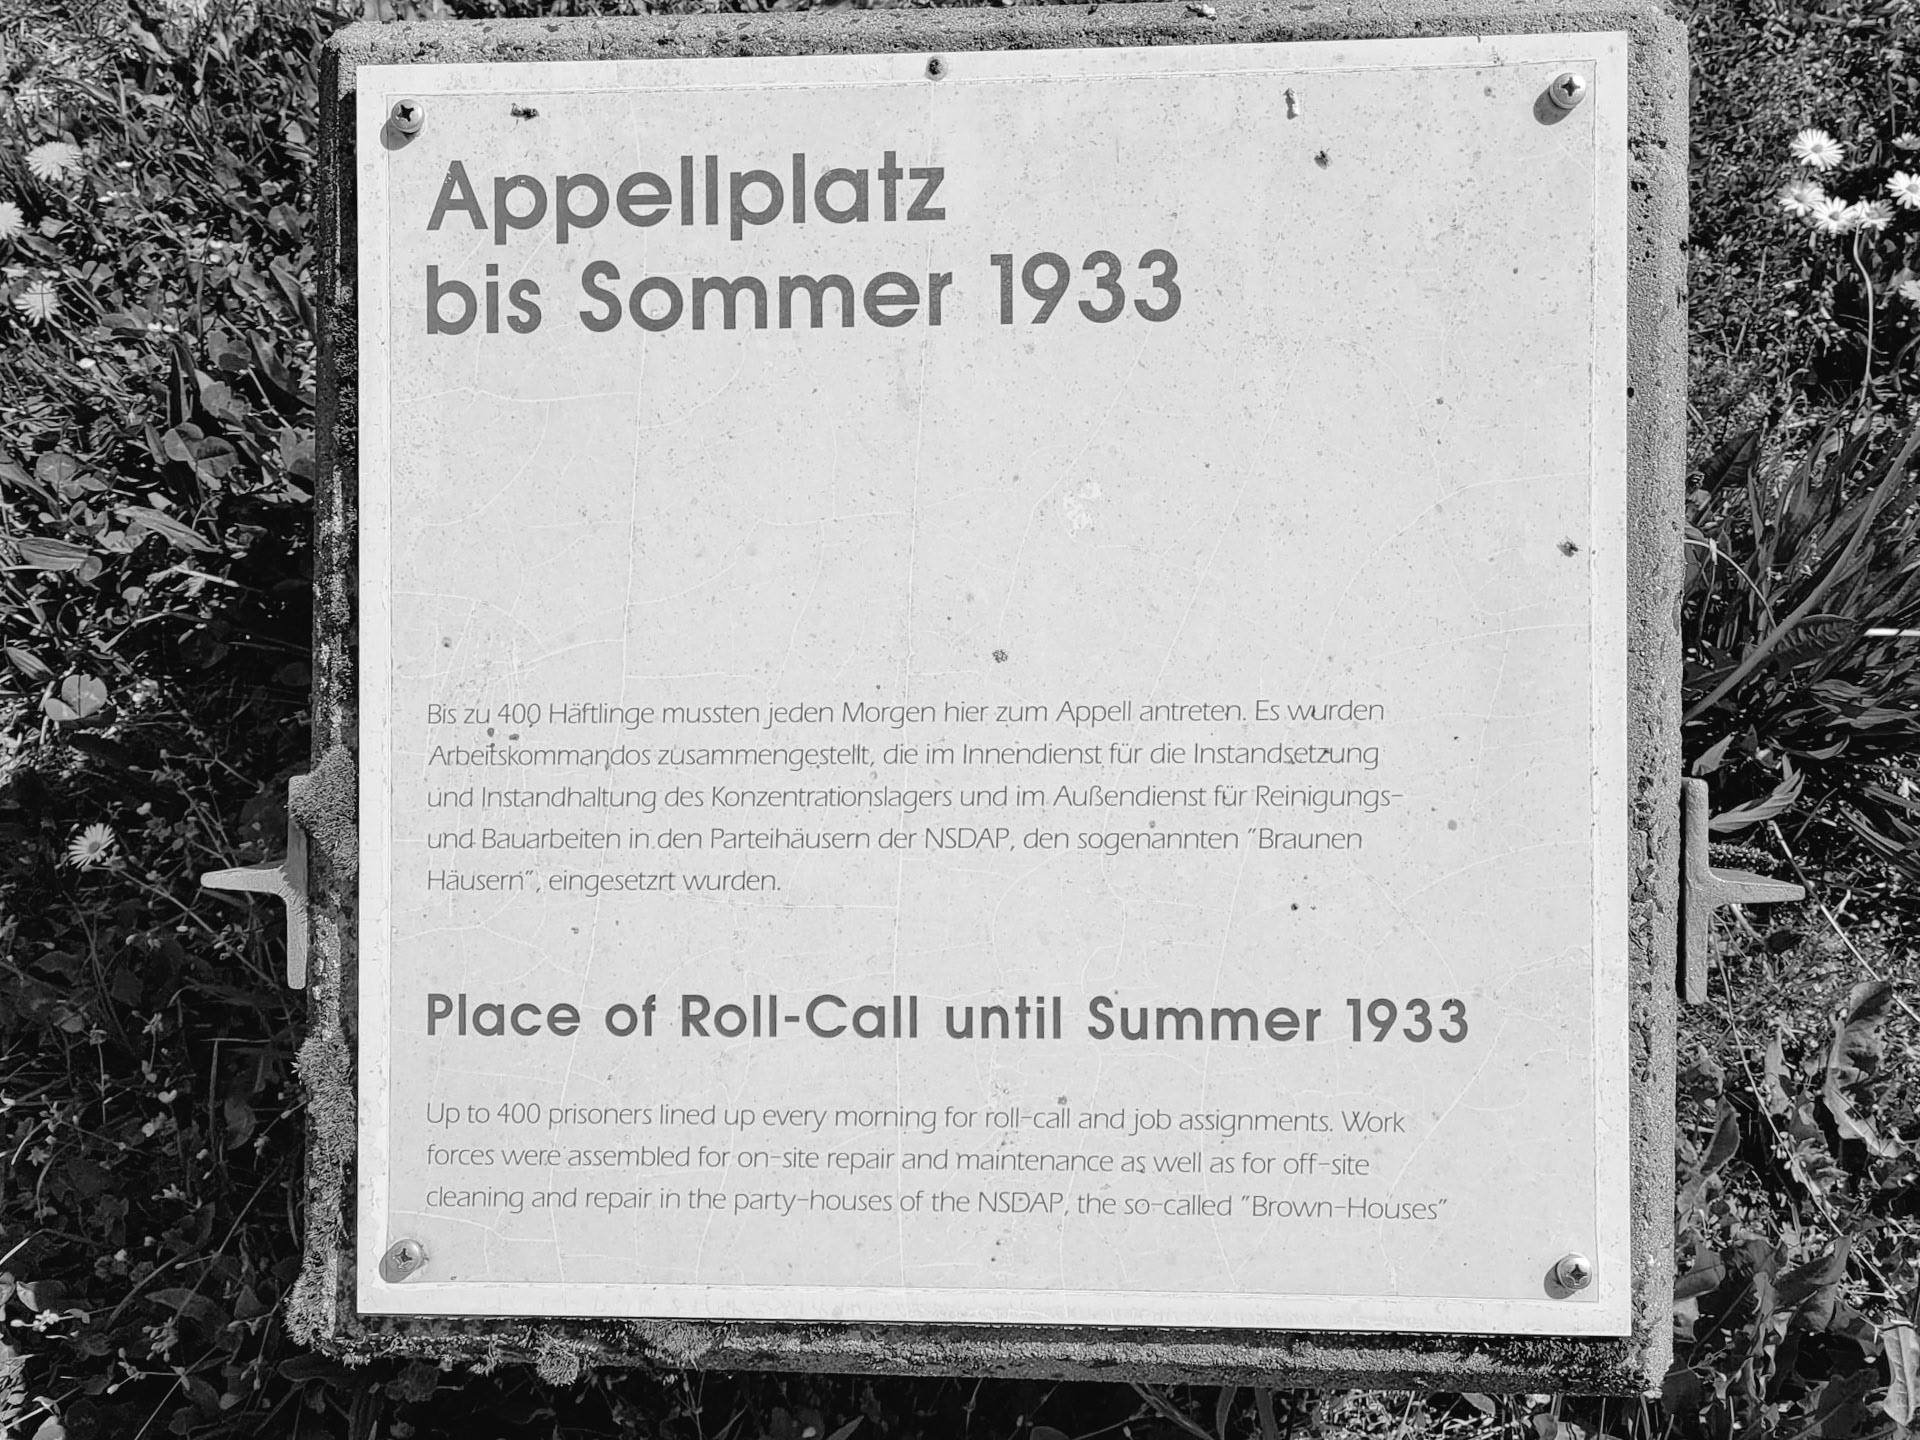 Appellplatz
bis Sommer 1933
Bis zu 400 Häftlinge mussten jeden Morgen hier zum Appell antreten. Es wurden
Arbeitskommandos zusammengestellt, die im Innendienst für die Instandsetzung
und Instandhaltung des Konzentrationslagers und im Außendienst für Reinigungs-
und Bauarbeiten in den Parteihäusern der NSDAP, den sogenannten "Braunen
Häusern", eingesetzrt wurden.
Place of Roll-Call until Summer 1933
Up to 400 prisoners lined up every morning for roll-call and job assignments. Work
forces were assembled for on-site repair and maintenance as well as for off-site
cleaning and repair in the party-houses of the NSDAP, the so-called "Brown-Houses"